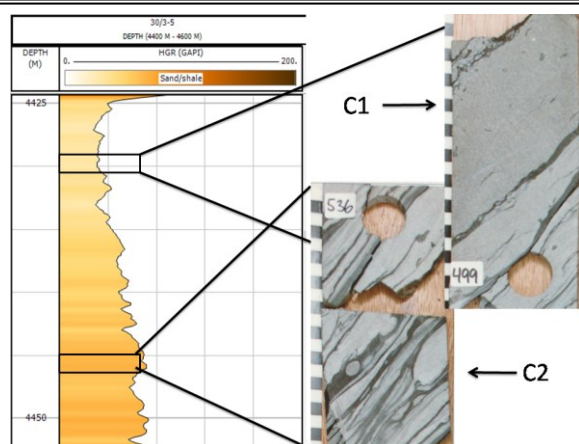 30/3-5
DEPTH (4400 M - 4600 M)
DEPTH (M)
HGR (GAPI)
0. 200.
Sand/shale
4425
4450
C1
499
536
C2